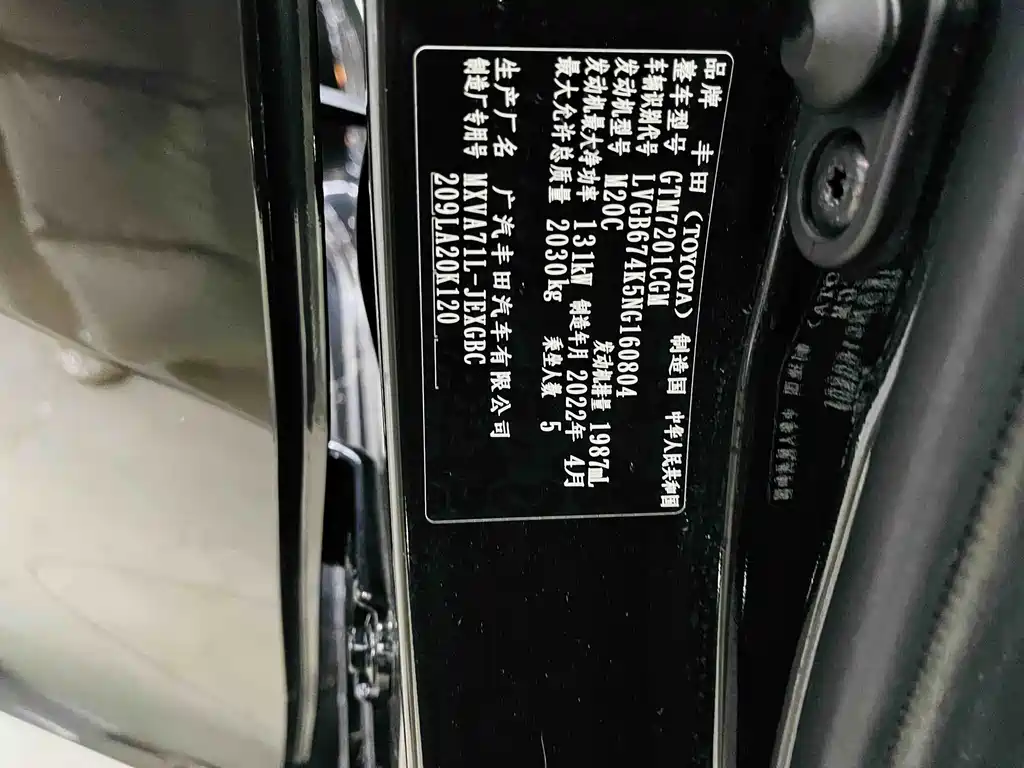 品牌 丰田(TOYOTA) 制造国 中华人民共和国
整车型号 GTM7201CGM
车辆识别代号 LVGB674K5NG160804
发动机型号 M20C 发动机排量 1987mL
发动机最大净功率 131kW 制造年月 2022年 4月
最大允许总质量 2030kg 乘坐人数 5
生产厂名 广汽丰田汽车有限公司
制造厂专用号 MXVA71L-JEXGBC
209LA20K120